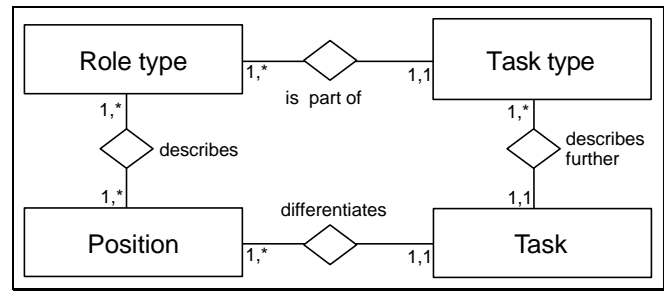 Role type
Task type
1,*
1,1
is part of
1,*
1,*
describes
describes
further
1,*
1,1
differentiates
Position
Task
1,*
1,1